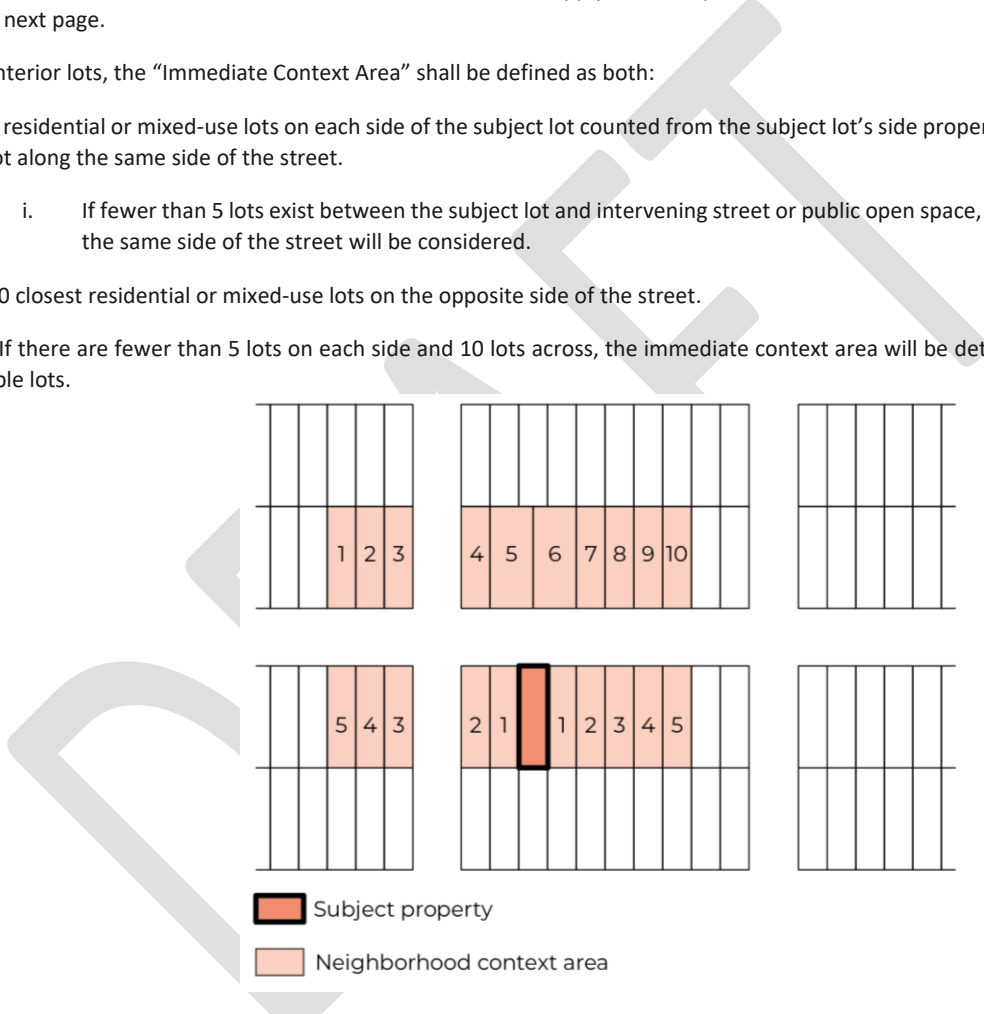 next page.
nterior lots, the “Immediate Context Area” shall be defined as both:
residential or mixed-use lots on each side of the subject lot counted from the subject lot’s side proper
ot along the same side of the street.
i. If fewer than 5 lots exist between the subject lot and intervening street or public open space,
the same side of the street will be considered.
0 closest residential or mixed-use lots on the opposite side of the street.
If there are fewer than 5 lots on each side and 10 lots across, the immediate context area will be det
ble lots.
1 2 3 4 5 6 7 8 9 10
5 4 3 2 1 1 2 3 4 5
Subject property
Neighborhood context area